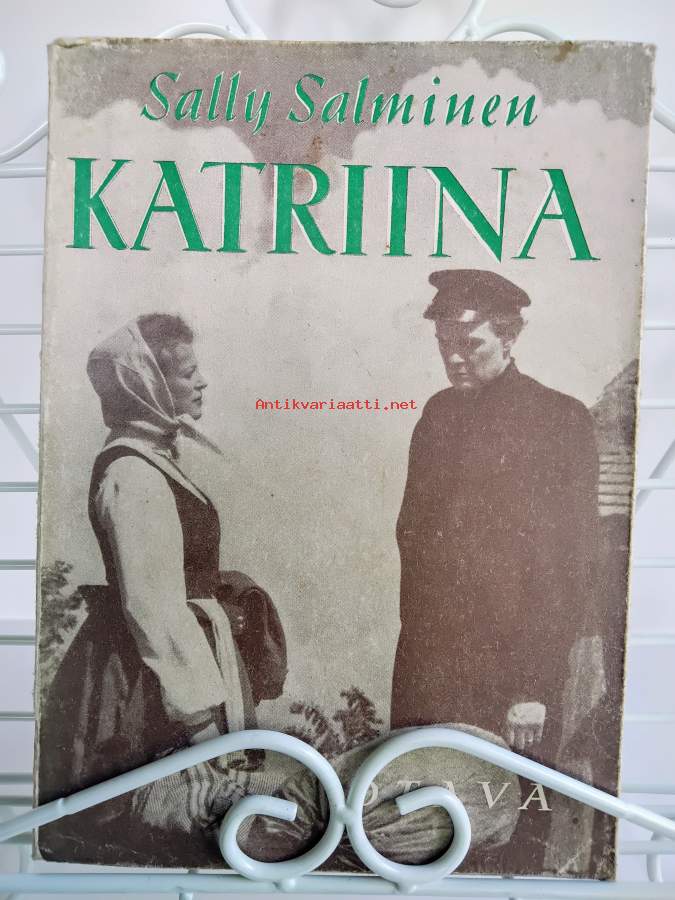 Sally Salminen
KATRIINA
Antikvariaatti.net
OTAVA